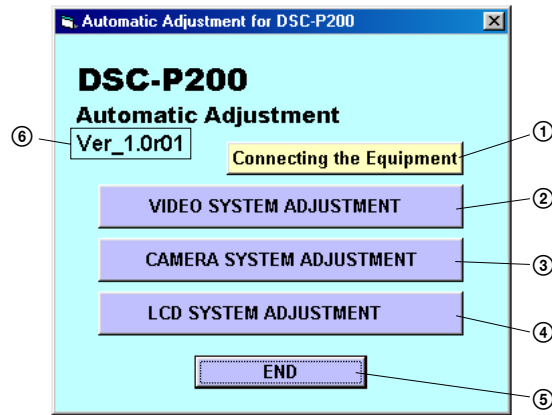 Automatic Adjustment for DSC-P200
DSC-P200
Automatic Adjustment
⑥ Ver_1.0r01
Connecting the Equipment ①
VIDEO SYSTEM ADJUSTMENT ②
CAMERA SYSTEM ADJUSTMENT ③
LCD SYSTEM ADJUSTMENT ④
END ⑤